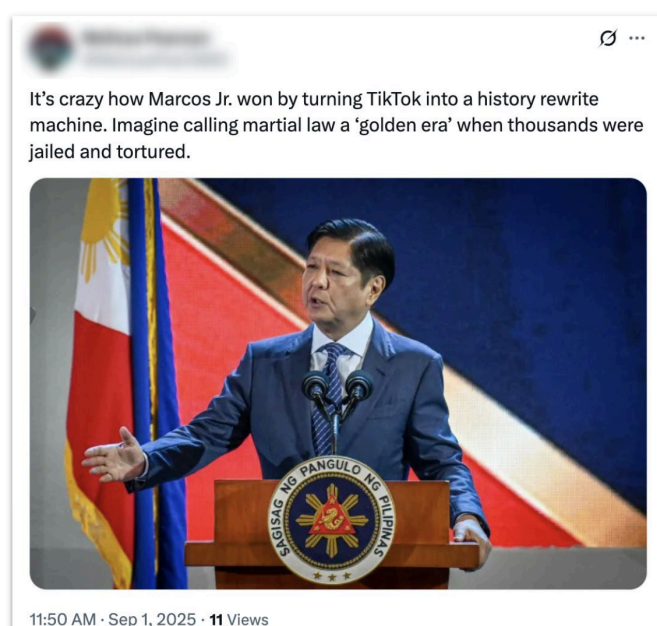 It’s crazy how Marcos Jr. won by turning TikTok into a history rewrite
machine. Imagine calling martial law a ‘golden era’ when thousands were
jailed and tortured.
SAGISAG NG PANGULO NG PILIPINAS
11:50 AM · Sep 1, 2025 · 11 Views